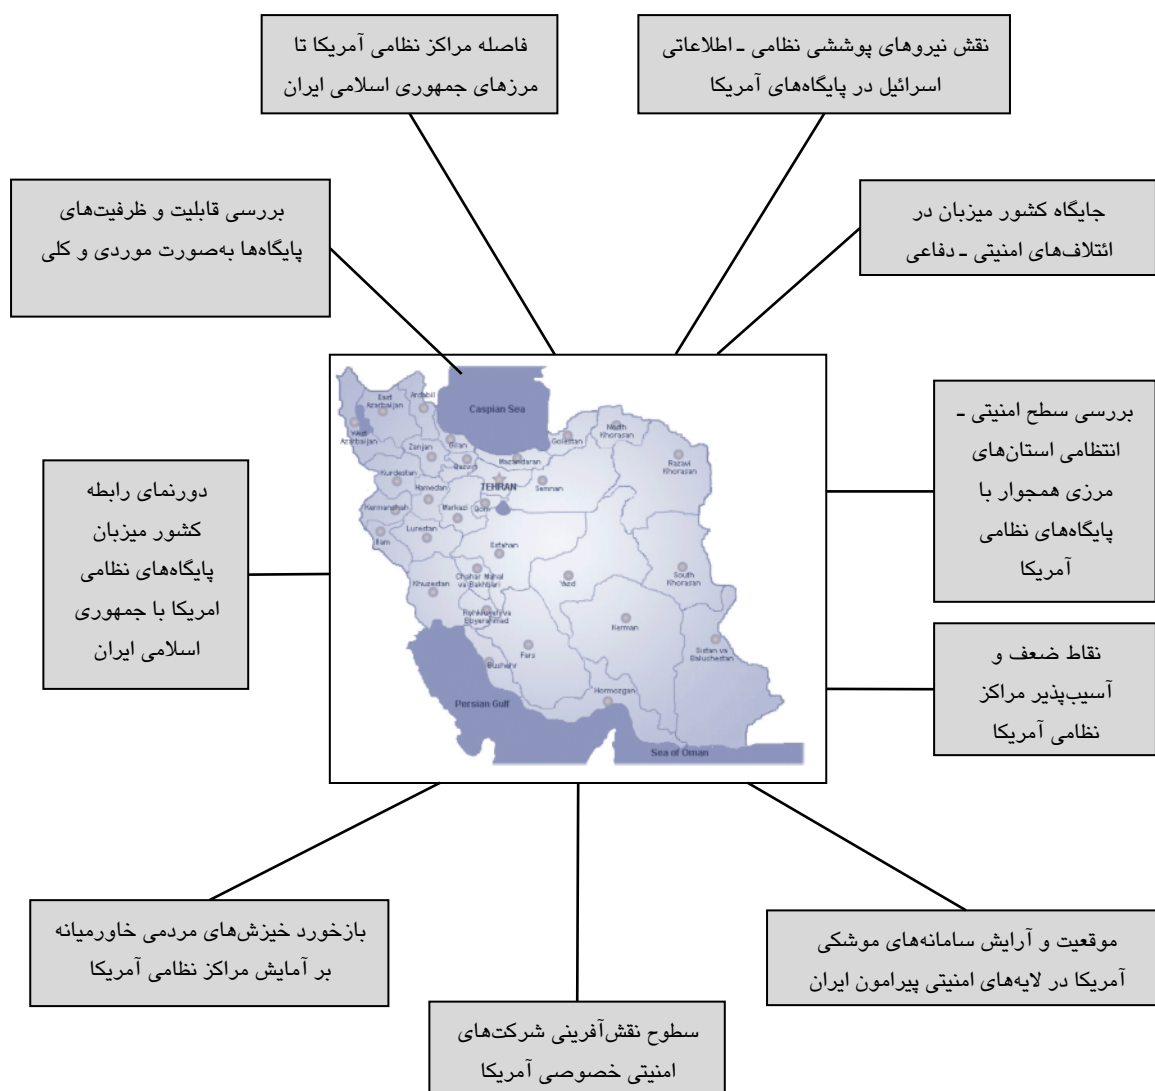 نقش نیروهای پوششی نظامی ـ اطلاعاتی
اسرائیل در پایگاه‌های آمریکا
فاصله مراکز نظامی آمریکا تا
مرزهای جمهوری اسلامی ایران
جایگاه کشور میزبان در
ائتلاف‌های امنیتی ـ دفاعی
بررسی قابلیت و ظرفیت‌های
پایگاه‌ها به‌صورت موردی و کلی
بررسی سطح امنیتی ـ
انتظامی استان‌های
مرزی همجوار با
پایگاه‌های نظامی
آمریکا
دورنمای رابطه
کشور میزبان
پایگاه‌های نظامی
امریکا با جمهوری
اسلامی ایران
نقاط ضعف و
آسیب‌پذیر مراکز
نظامی آمریکا
موقعیت و آرایش سامانه‌های موشکی
آمریکا در لایه‌های امنیتی پیرامون ایران
بازخورد خیزش‌های مردمی خاورمیانه
بر آمایش مراکز نظامی آمریکا
سطوح نقش‌آفرینی شرکت‌های
امنیتی خصوصی آمریکا
East
Azarbaijan
Ardabil
West
Azarbaijan
Caspian Sea
Gilan
Zanjan
Qazvin
Mazandaran
Golestan
North
Khorasan
Razavi
Khorasan
Kurdestan
Hamedan
TEHRAN
Semnan
Kermanshah
Markazi
Qom
Ilam
Lurestan
Esfahan
Khuzestan
Chahar Mahal
va Bakhtiari
Yazd
South
Khorasan
Kohkiluyeh va
Boyerahmad
Kerman
Fars
Bushehr
Sistan va
Baluchestan
Hormozgan
Persian Gulf
Sea of Oman